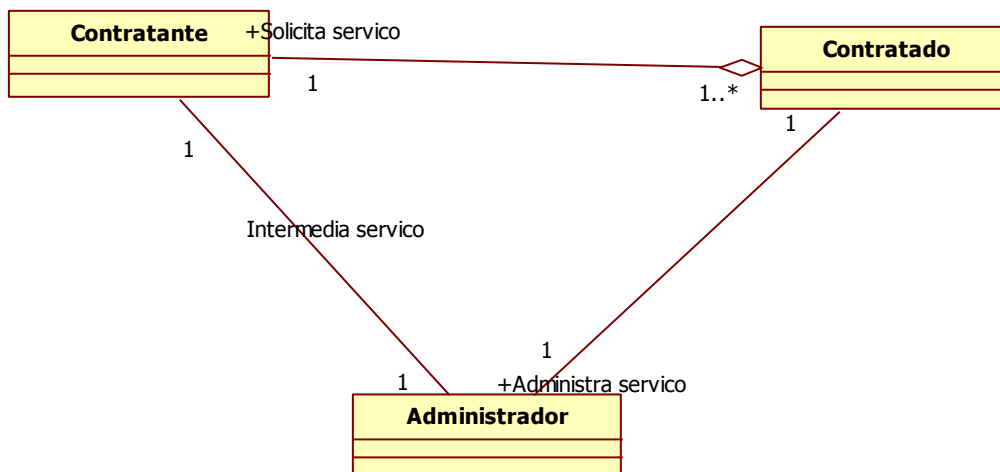 Contratante
+Solicita servico
Contratado
1
1..*
1
1
Intermedia servico
1
1
+Administra servico
Administrador